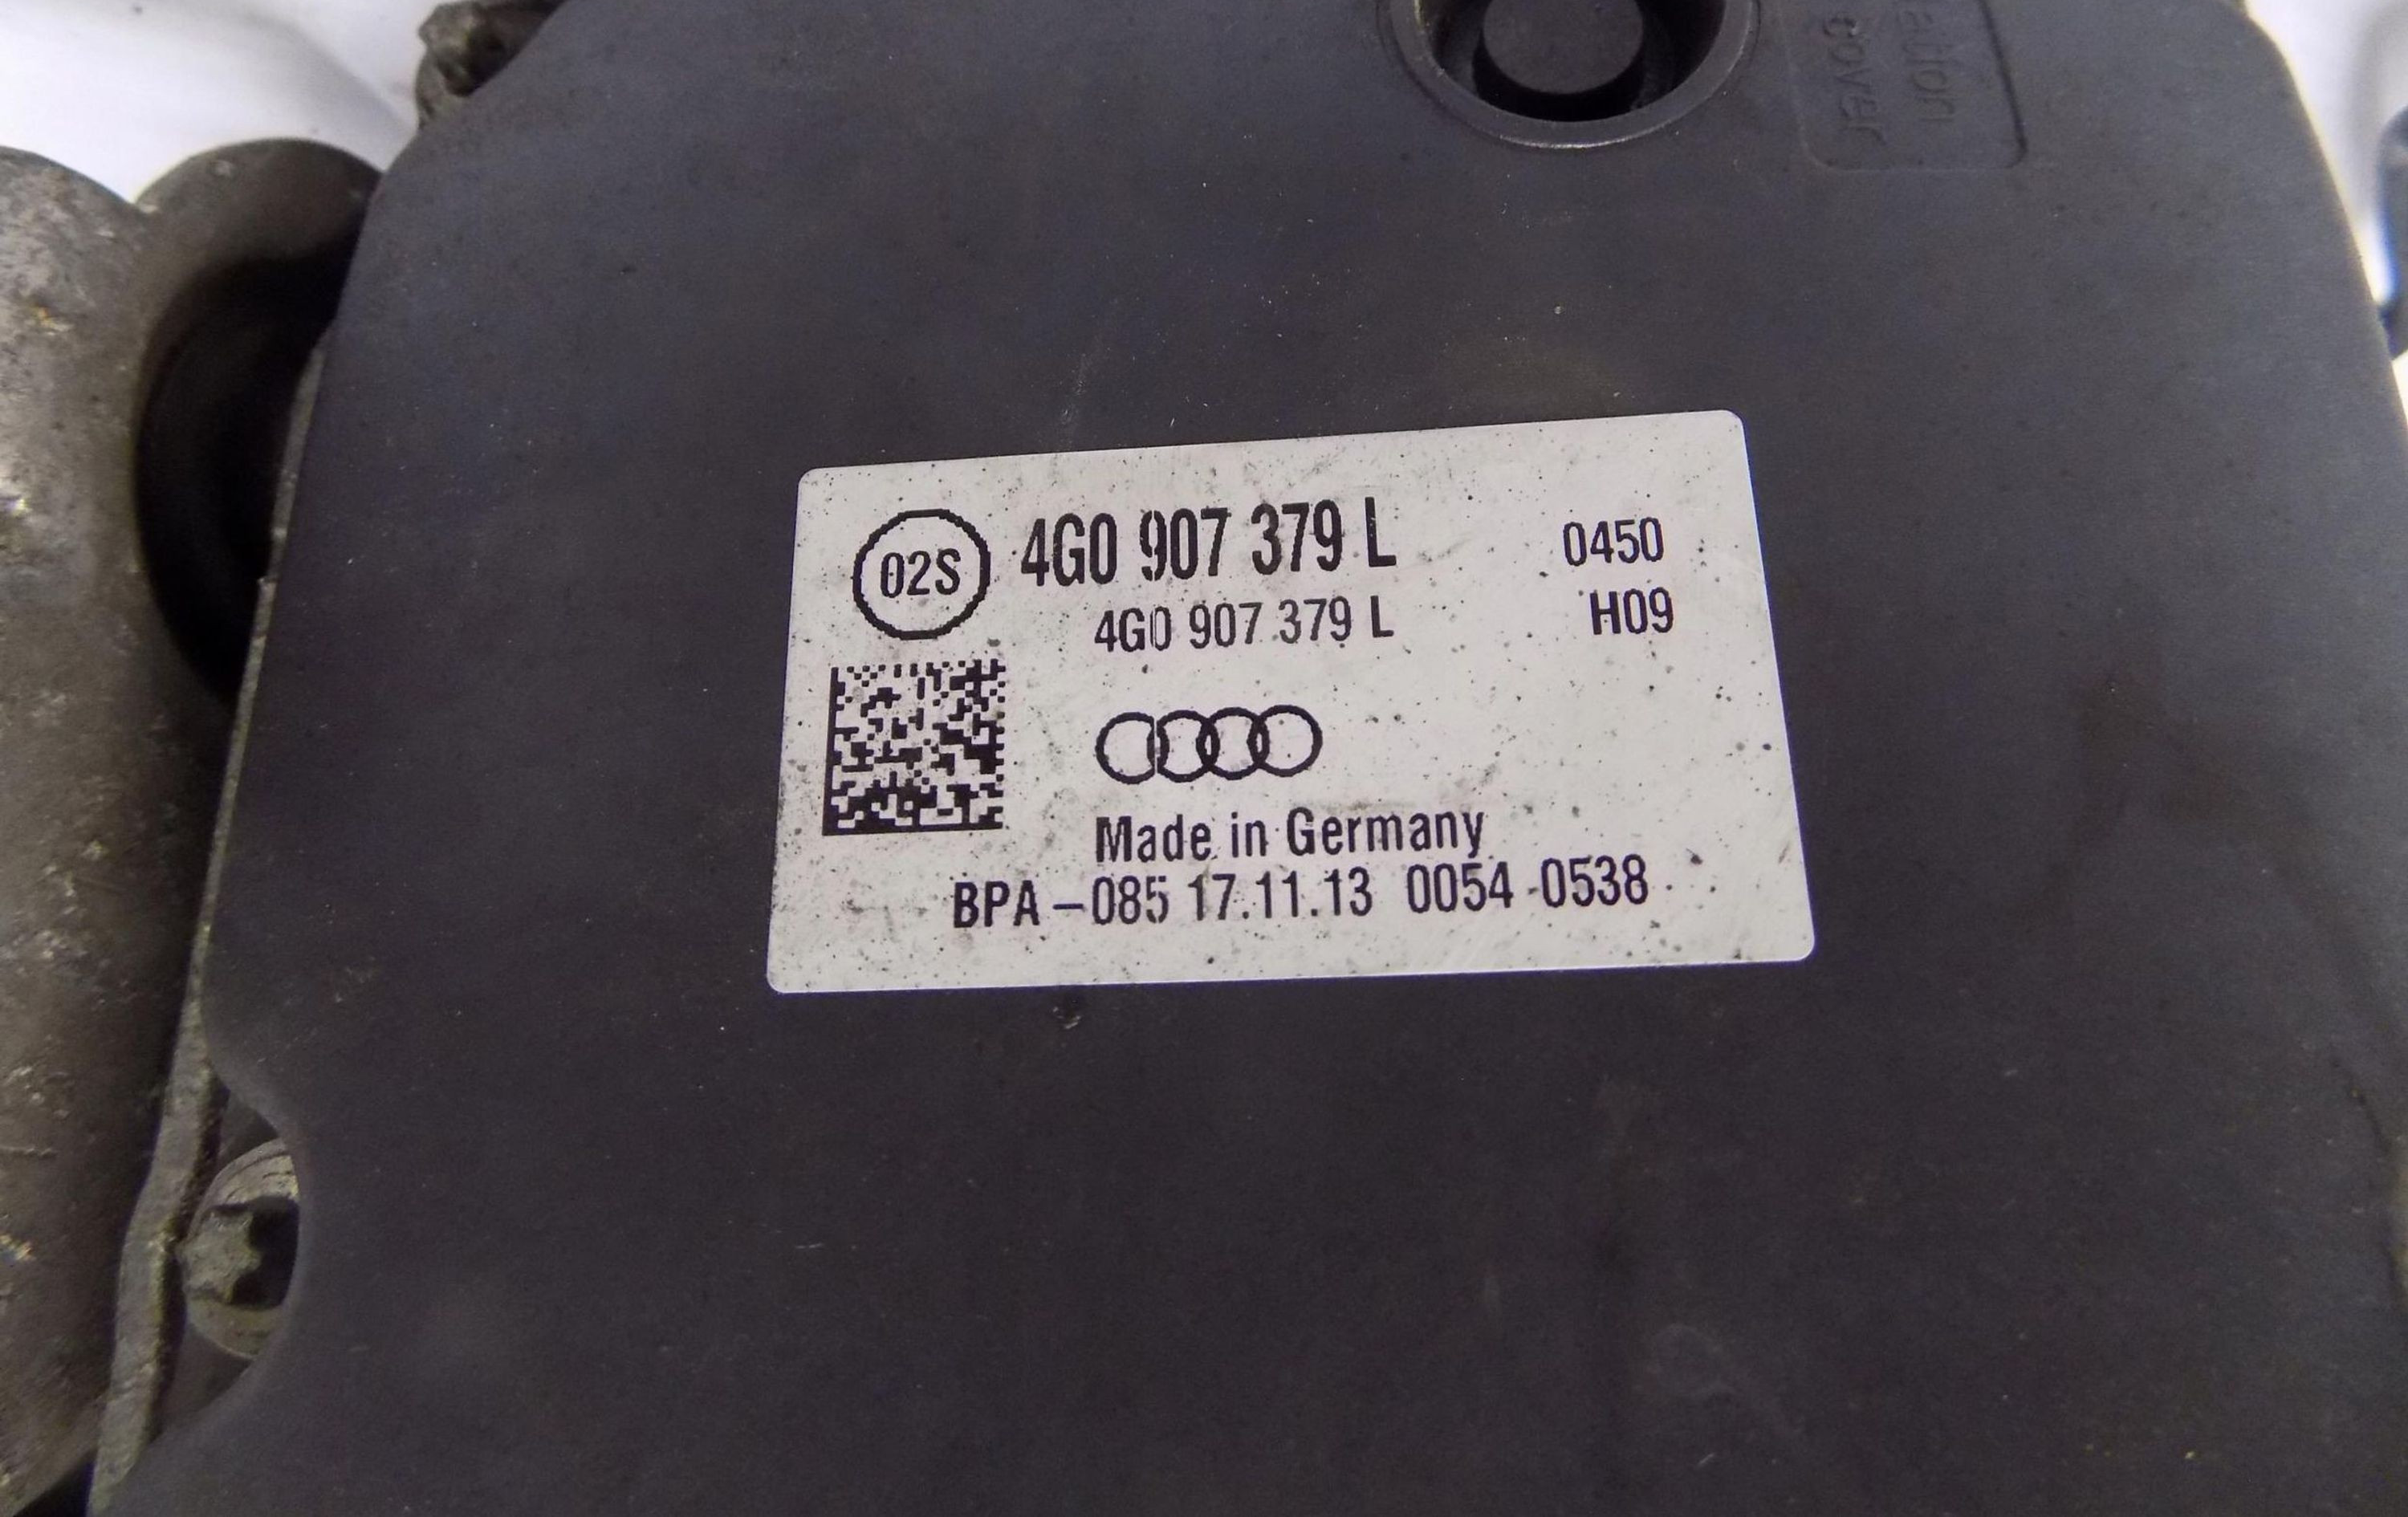 cover
02S 4G0 907 379 L 0450
4G0 907 379 L H09
Made in Germany
BPA -085 17.11.13 0054 0538